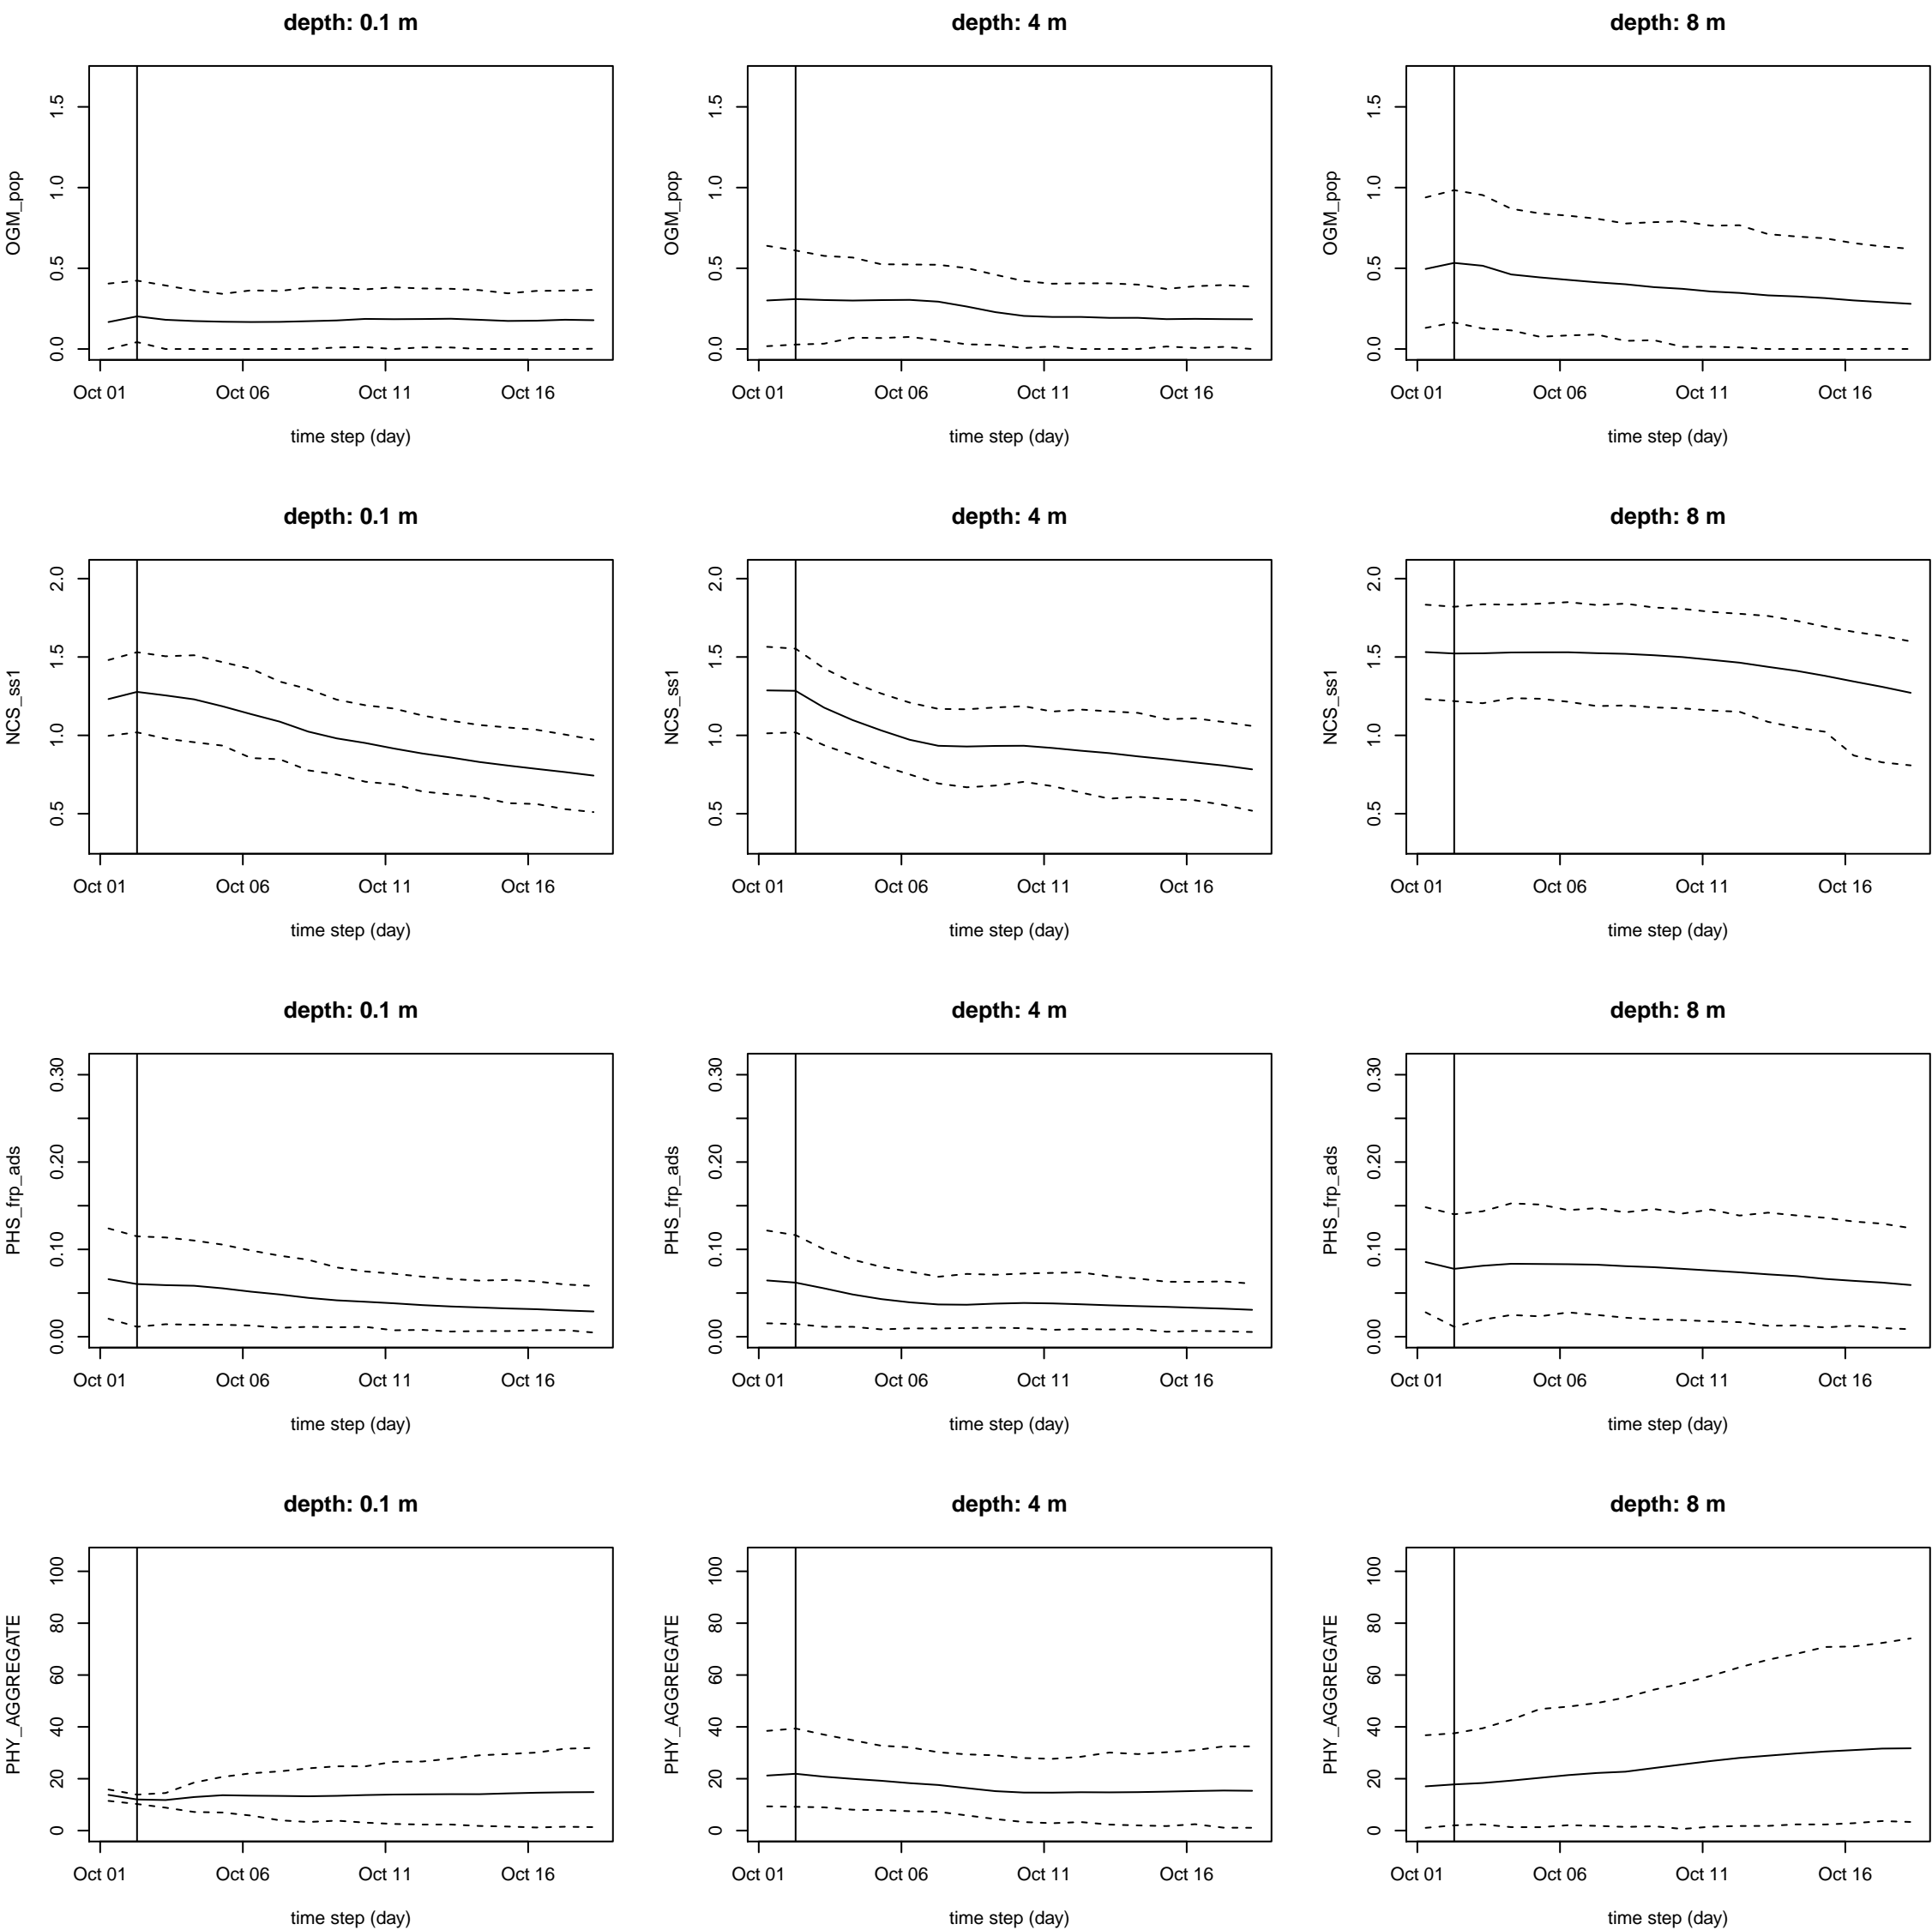 depth: 0.1 m
OGM_pop
0.0 0.5 1.0 1.5
Oct 01 Oct 06 Oct 11 Oct 16
time step (day)
depth: 4 m
OGM_pop
0.0 0.5 1.0 1.5
Oct 01 Oct 06 Oct 11 Oct 16
time step (day)
depth: 8 m
OGM_pop
0.0 0.5 1.0 1.5
Oct 01 Oct 06 Oct 11 Oct 16
time step (day)
depth: 0.1 m
NCS_ss1
0.5 1.0 1.5 2.0
Oct 01 Oct 06 Oct 11 Oct 16
time step (day)
depth: 4 m
NCS_ss1
0.5 1.0 1.5 2.0
Oct 01 Oct 06 Oct 11 Oct 16
time step (day)
depth: 8 m
NCS_ss1
0.5 1.0 1.5 2.0
Oct 01 Oct 06 Oct 11 Oct 16
time step (day)
depth: 0.1 m
PHS_frp_ads
0.00 0.10 0.20 0.30
Oct 01 Oct 06 Oct 11 Oct 16
time step (day)
depth: 4 m
PHS_frp_ads
0.00 0.10 0.20 0.30
Oct 01 Oct 06 Oct 11 Oct 16
time step (day)
depth: 8 m
PHS_frp_ads
0.00 0.10 0.20 0.30
Oct 01 Oct 06 Oct 11 Oct 16
time step (day)
depth: 0.1 m
PHY_AGGREGATE
0 20 40 60 80 100
Oct 01 Oct 06 Oct 11 Oct 16
time step (day)
depth: 4 m
PHY_AGGREGATE
0 20 40 60 80 100
Oct 01 Oct 06 Oct 11 Oct 16
time step (day)
depth: 8 m
PHY_AGGREGATE
0 20 40 60 80 100
Oct 01 Oct 06 Oct 11 Oct 16
time step (day)